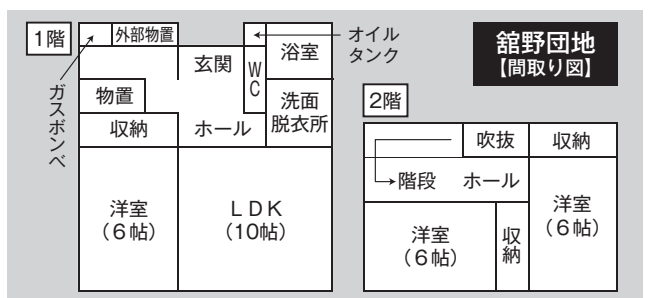 舘野団地
【間取り図】
1階
外部物置
オイル
タンク
ガスボンベ
玄関
WC
浴室
物置
洗面
脱衣所
収納
ホール
洋室
（6帖）
LDK
（10帖）
2階
吹抜
収納
階段
ホール
洋室
（6帖）
収納
洋室
（6帖）